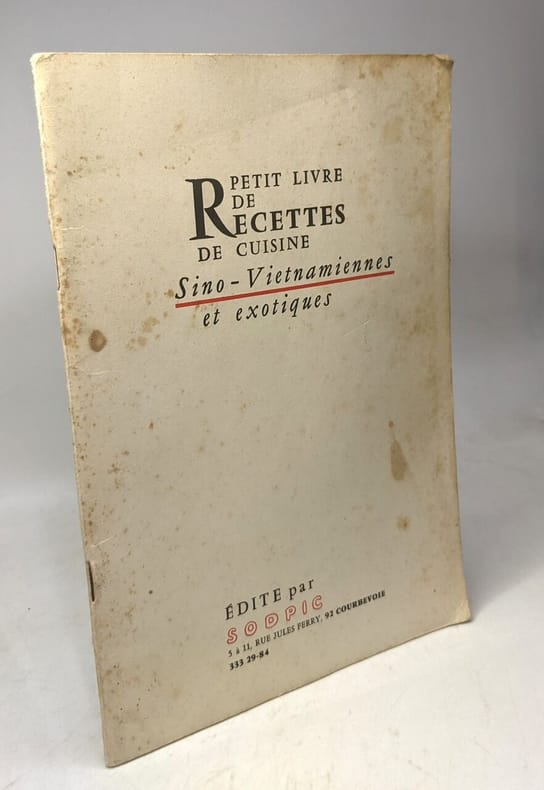 PETIT LIVRE
DE
RECETTES
DE CUISINE
Sino-Vietnamiennes
et exotiques
ÉDITÉ par
SODPIC
5 à 11, RUE JULES FERRY, 92 COURBEVOIE
333 29-84